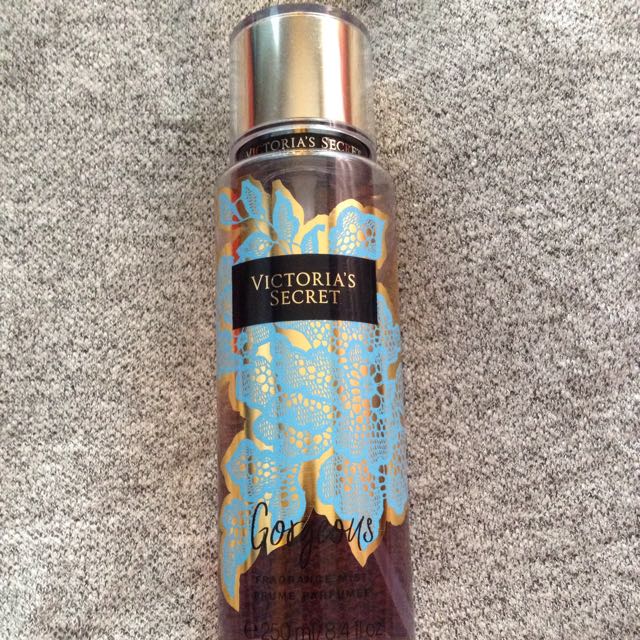 VICTORIA'S SECRET
VICTORIA'S
SECRET
Gorgeous
FRAGRANCE MIST
BRUME PARFUMÉE
e 250 ml/8.4 fl oz